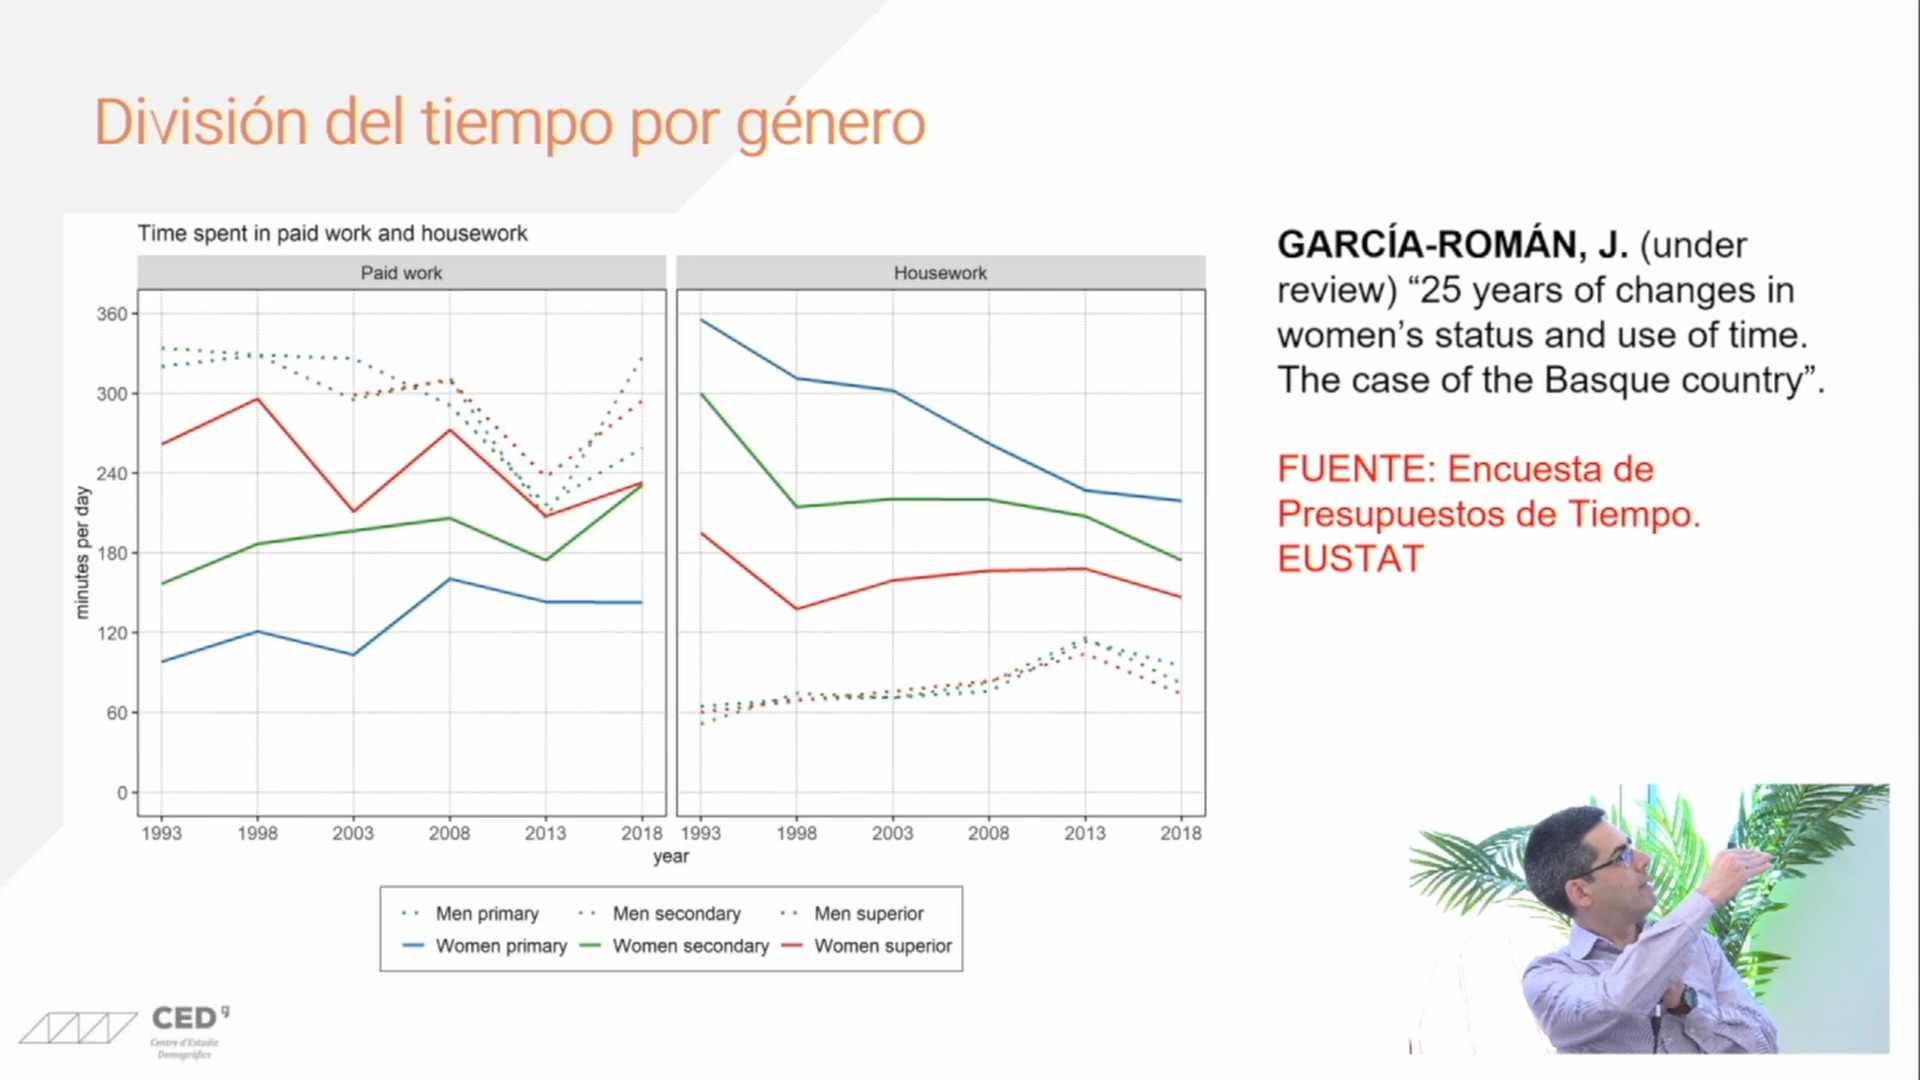 División del tiempo por género
Time spent in paid work and housework
Paid work
Housework
360
300
240
180
120
60
0
minutes per day
1993 1998 2003 2008 2013 2018
1993 1998 2003 2008 2013 2018
year
Men primary Men secondary Men superior
Women primary Women secondary Women superior
GARCÍA-ROMÁN, J. (under
review) “25 years of changes in
women’s status and use of time.
The case of the Basque country”.
FUENTE: Encuesta de
Presupuestos de Tiempo.
EUSTAT
CED
Centre d'Estudis
Demogràfics